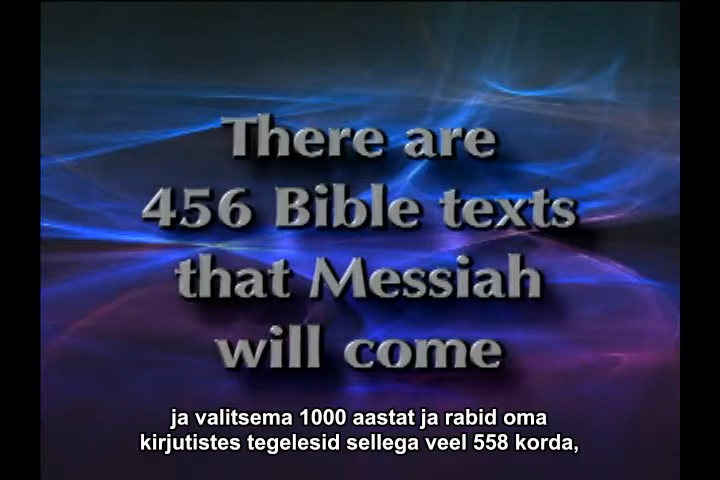 There are
456 Bible texts
that Messiah
will come
ja valitsema 1000 aastat ja rabid oma
kirjutistes tegelesid sellega veel 558 korda,